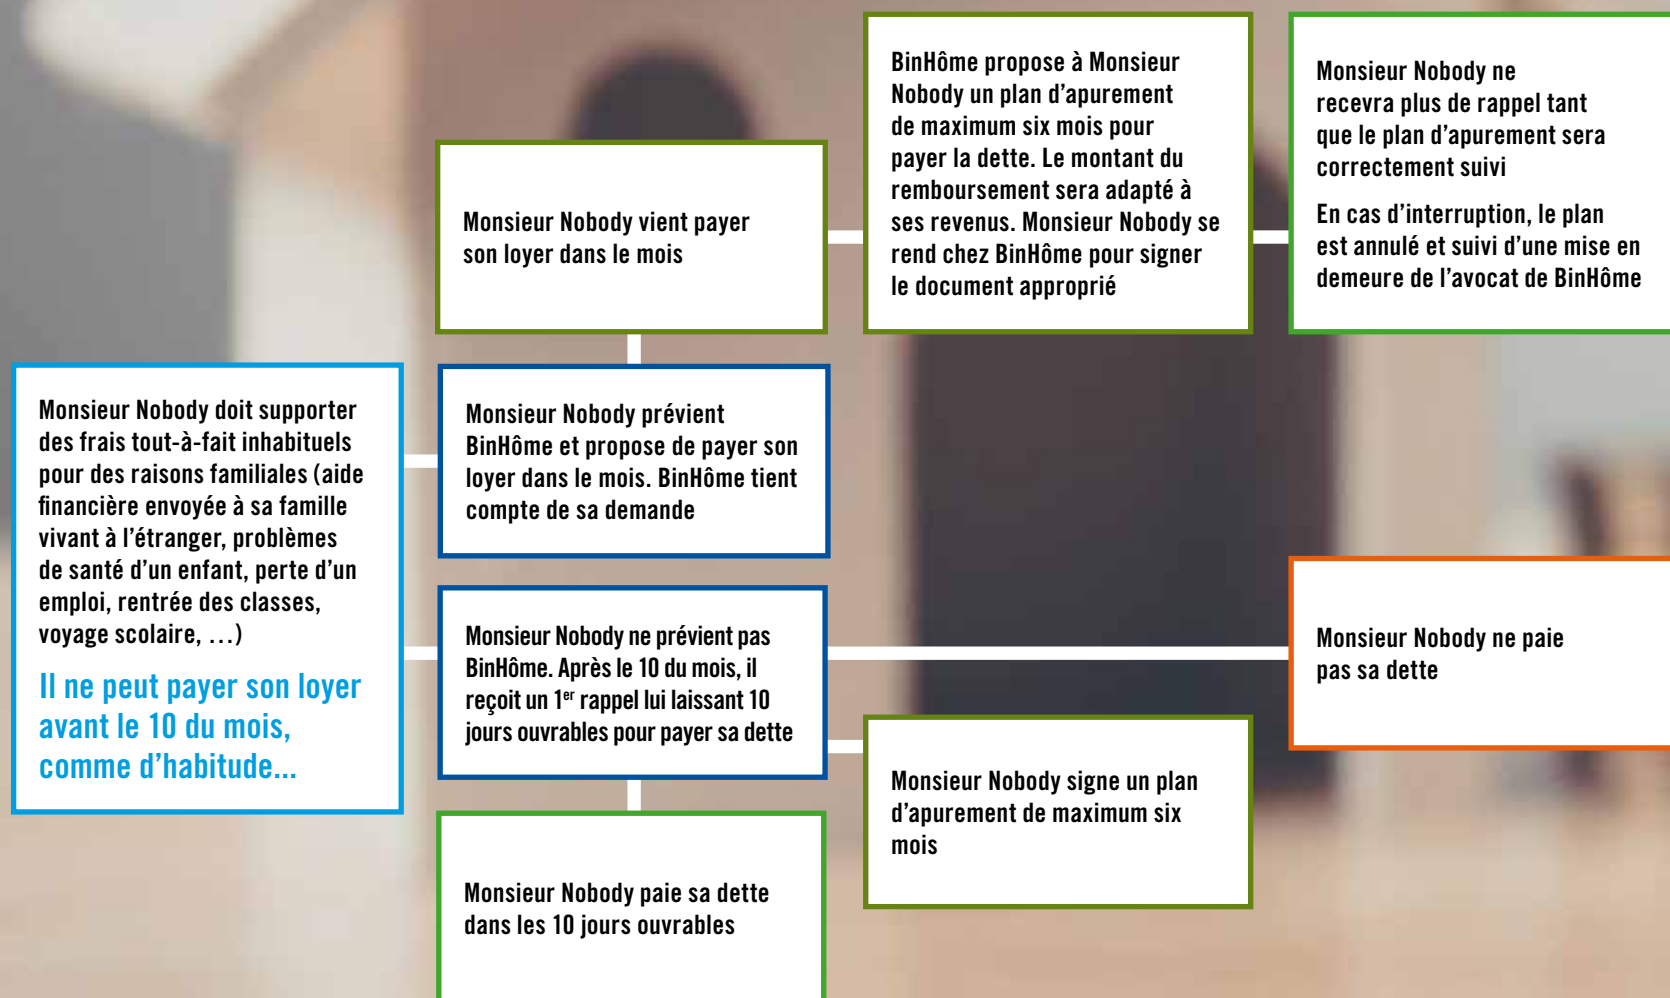 Monsieur Nobody doit supporter
des frais tout-à-fait inhabituels
pour des raisons familiales (aide
financière envoyée à sa famille
vivant à l’étranger, problèmes
de santé d’un enfant, perte d’un
emploi, rentrée des classes,
voyage scolaire, …)
Il ne peut payer son loyer
avant le 10 du mois,
comme d’habitude...
Monsieur Nobody vient payer
son loyer dans le mois
BinHôme propose à Monsieur
Nobody un plan d’apurement
de maximum six mois pour
payer la dette. Le montant du
remboursement sera adapté à
ses revenus. Monsieur Nobody se
rend chez BinHôme pour signer
le document approprié
Monsieur Nobody ne
recevra plus de rappel tant
que le plan d’apurement sera
correctement suivi
En cas d’interruption, le plan
est annulé et suivi d’une mise en
demeure de l’avocat de BinHôme
Monsieur Nobody prévient
BinHôme et propose de payer son
loyer dans le mois. BinHôme tient
compte de sa demande
Monsieur Nobody ne prévient pas
BinHôme. Après le 10 du mois, il
reçoit un 1er rappel lui laissant 10
jours ouvrables pour payer sa dette
Monsieur Nobody ne paie
pas sa dette
Monsieur Nobody signe un plan
d’apurement de maximum six
mois
Monsieur Nobody paie sa dette
dans les 10 jours ouvrables